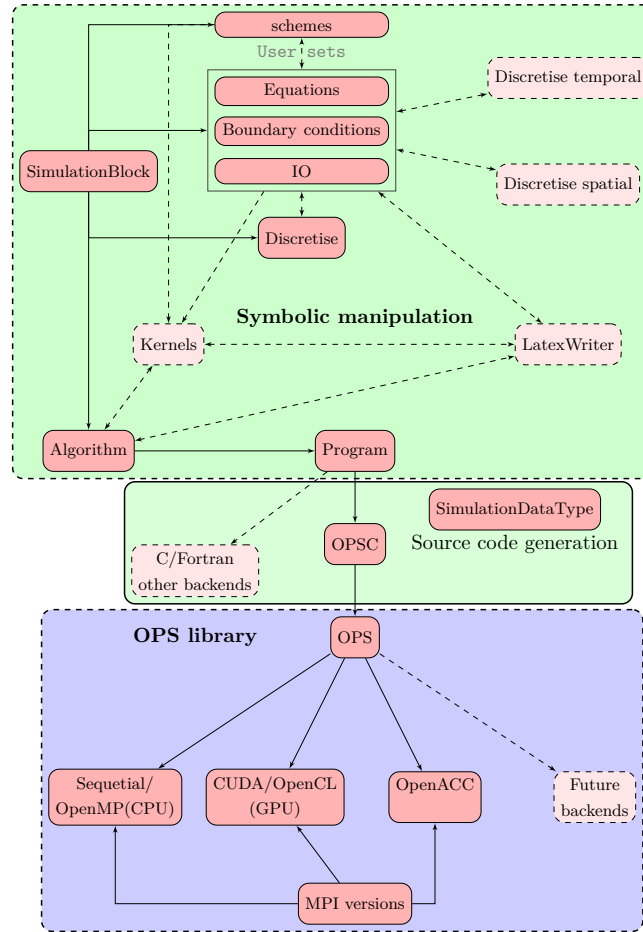 schemes
User sets
Equations
Discretise temporal
Boundary conditions
SimulationBlock
IO
Discretise spatial
Discretise
Symbolic manipulation
Kernels
LatexWriter
Algorithm
Program
SimulationDataType
OPSC
Source code generation
C/Fortran
other backends
OPS library
OPS
Sequetial/
OpenMP(CPU)
CUDA/OpenCL
(GPU)
OpenACC
Future
backends
MPI versions